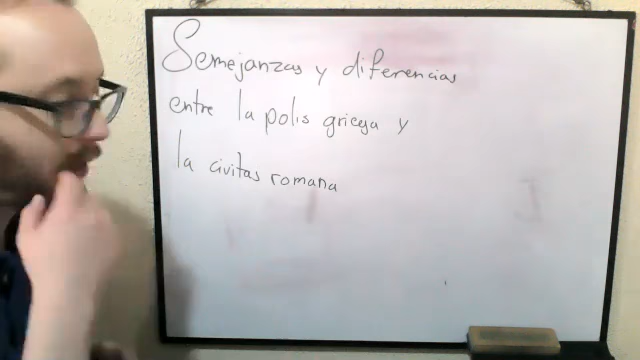 Semejanzas y diferencias
entre la polis griega y
la civitas romana